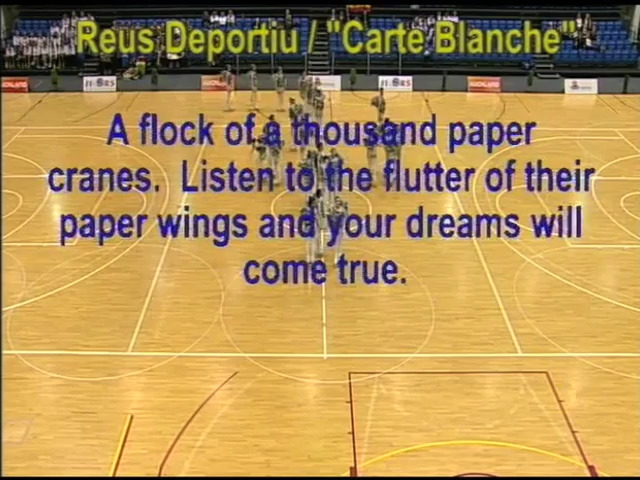 Reus Deportiu / "Carte Blanche"
A flock of a thousand paper
cranes.  Listen to the flutter of their
paper wings and your dreams will
come true.